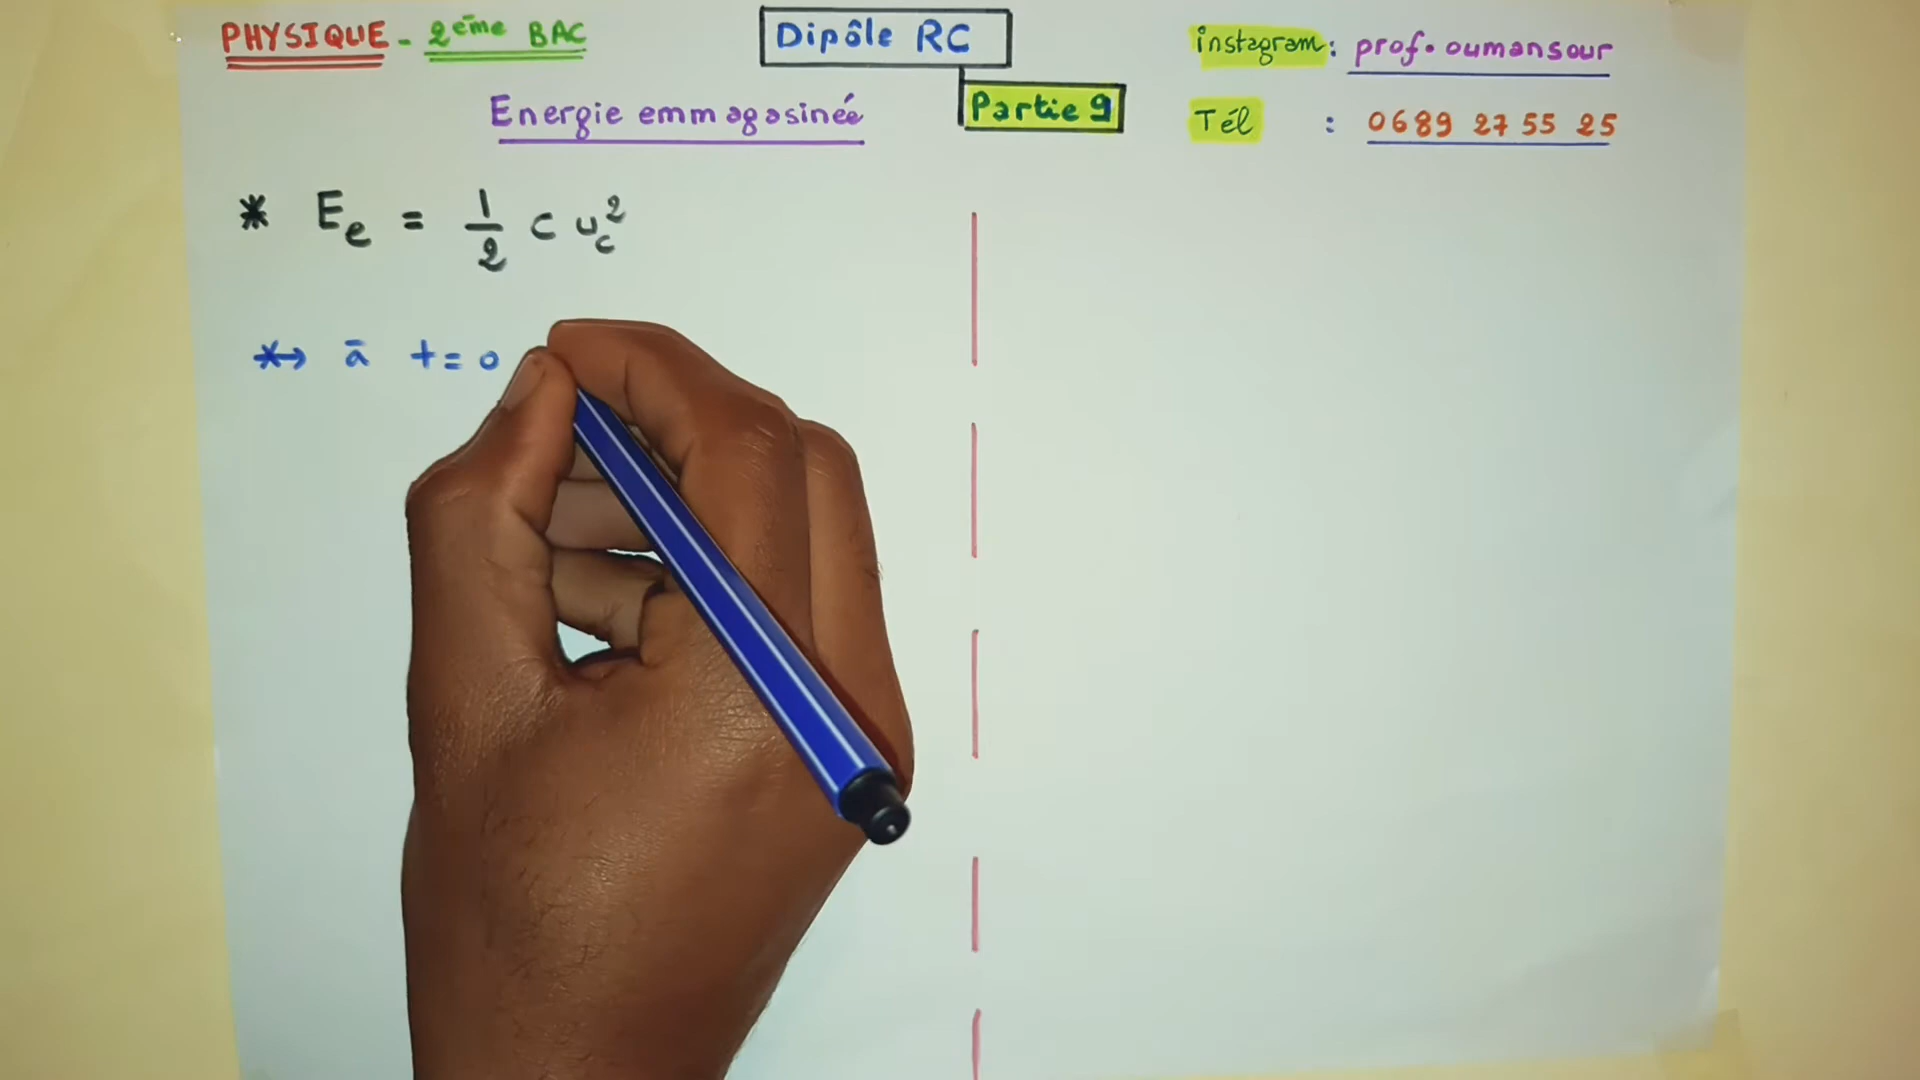 PHYSIQUE - 2ème BAC
Dipôle RC
instagram : prof.oumansour
Energie emmagasinée
Partie 9
Tél : 0689 27 55 25
* Ee = 1/2 c uc²
*→ à t = 0